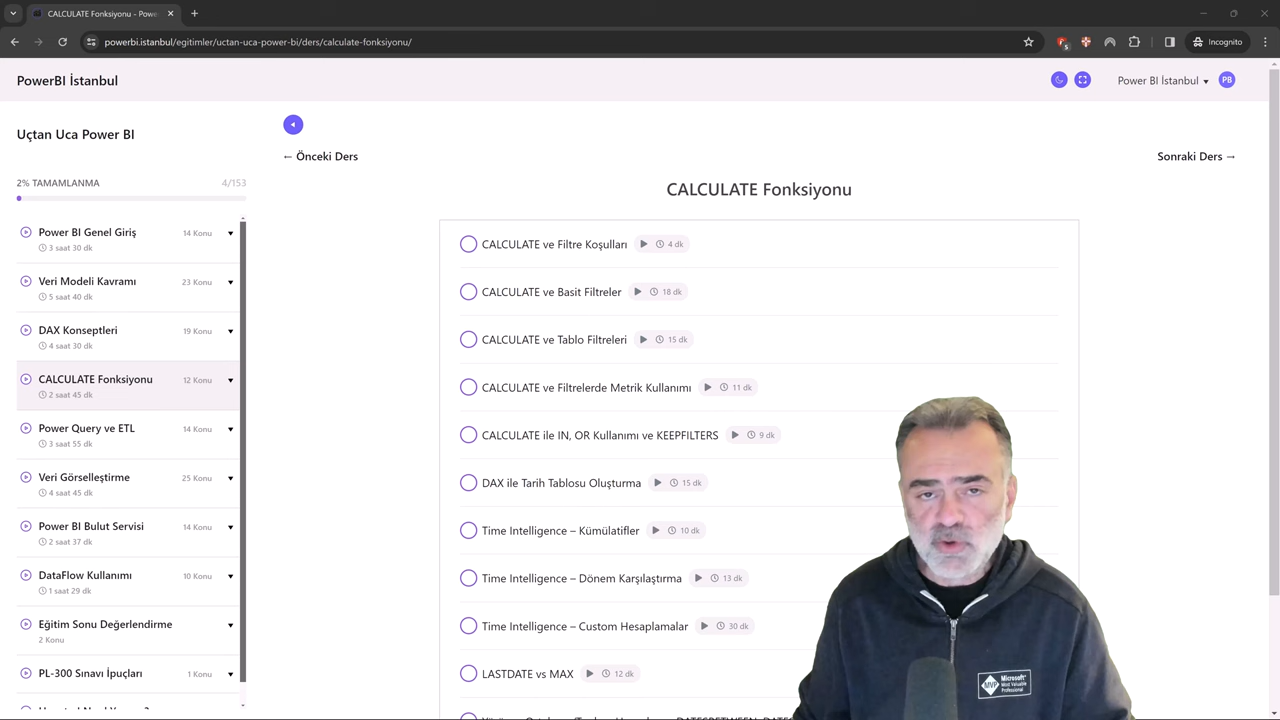 CALCULATE Fonksiyonu – Powe
powerbi.istanbul/egitimler/uctan-uca-power-bi/ders/calculate-fonksiyonu/
Incognito
PowerBI İstanbul
Power BI İstanbul
PB
Uçtan Uca Power BI
2% TAMAMLANMA 4/153
Power BI Genel Giriş 14 Konu
3 saat 30 dk
Veri Modeli Kavramı 23 Konu
5 saat 40 dk
DAX Konseptleri 19 Konu
4 saat 30 dk
CALCULATE Fonksiyonu 12 Konu
2 saat 45 dk
Power Query ve ETL 14 Konu
3 saat 55 dk
Veri Görselleştirme 25 Konu
4 saat 45 dk
Power BI Bulut Servisi 14 Konu
2 saat 37 dk
DataFlow Kullanımı 10 Konu
1 saat 29 dk
Eğitim Sonu Değerlendirme
2 Konu
PL-300 Sınavı İpuçları 1 Konu
← Önceki Ders
Sonraki Ders →
CALCULATE Fonksiyonu
CALCULATE ve Filtre Koşulları 4 dk
CALCULATE ve Basit Filtreler 18 dk
CALCULATE ve Tablo Filtreleri 15 dk
CALCULATE ve Filtrelerde Metrik Kullanımı 11 dk
CALCULATE ile IN, OR Kullanımı ve KEEPFILTERS 9 dk
DAX ile Tarih Tablosu Oluşturma 15 dk
Time Intelligence – Kümülatifler 10 dk
Time Intelligence – Dönem Karşılaştırma 13 dk
Time Intelligence – Custom Hesaplamalar 30 dk
LASTDATE vs MAX 12 dk
MVP
Microsoft
Most Valuable
Professional